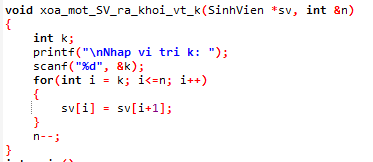 void xoa_mot_SV_ra_khoi_vt_k(SinhVien *sv, int &n)
{
int k;
printf("\nNhap vi tri k: ");
scanf("%d", &k);
for(int i = k; i<=n; i++)
{
sv[i] = sv[i+1];
}
n--;
}